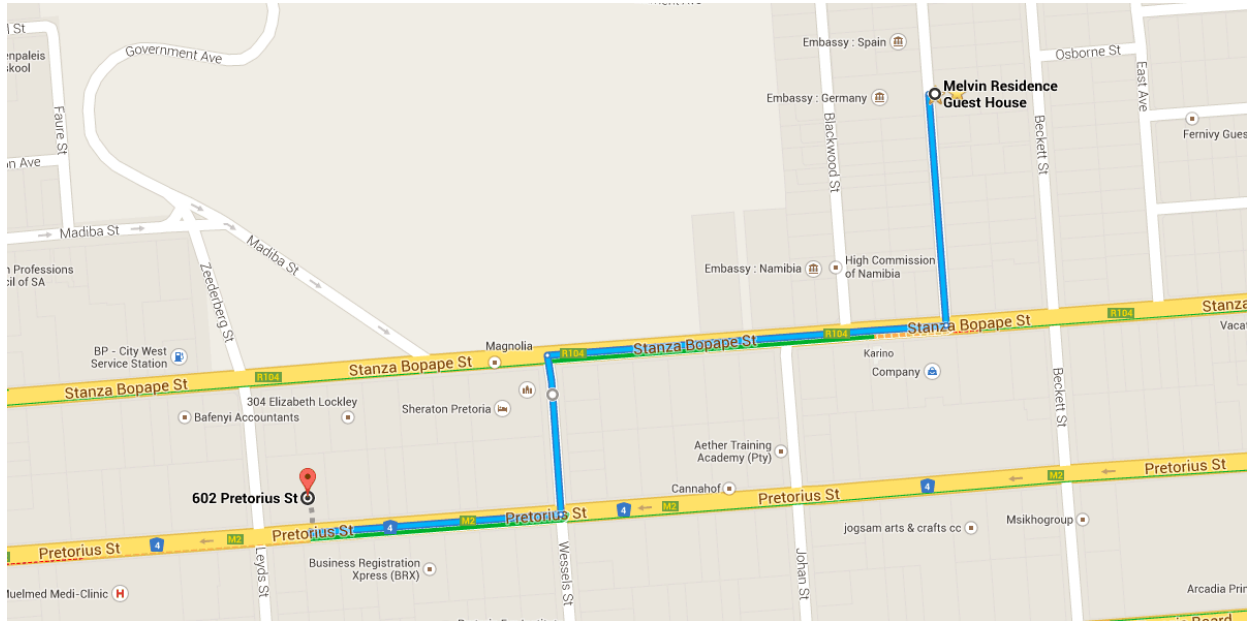 ment Ave
l St
Government Ave
enpaleis
skool
Faure St
on Ave
Embassy : Spain
Osborne St
Embassy : Germany
Melvin Residence
Guest House
Blackwood St
Beckett St
East Ave
Fernivy Gues
Madiba St
Madiba St
n Professions
cil of SA
Zeederberg St
Embassy : Namibia
High Commission
of Namibia
R104
Stanza
Stanza Bopape St
R104
Stanza Bopape St
R104
Vacat
Magnolia
Karino
BP - City West
Service Station
Stanza Bopape St
Company
R104
Stanza Bopape St
Beckett St
304 Elizabeth Lockley
Sheraton Pretoria
Bafenyi Accountants
Aether Training
Academy (Pty)
Pretorius St
M2
Cannahof
4
Pretorius St
602 Pretorius St
4
M2
Pretorius St
M2
4
Pretorius St
M2
4
Pretorius St
jogsam arts & crafts cc
Msikhogroup
Leyds St
Wessels St
Johan St
Business Registration
Xpress (BRX)
Muelmed Medi-Clinic
H
Arcadia Prin